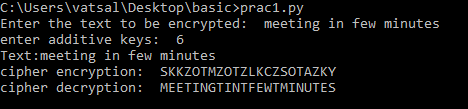 C:\Users\vatsal\Desktop\basic>prac1.py
Enter the text to be encrypted:  meeting in few minutes
enter additive keys:  6
Text:meeting in few minutes
cipher encryption:  SKKZOTMZOTZLKCZSOTAZKY
cipher decryption:  MEETINGTINTFEWTMINUTES